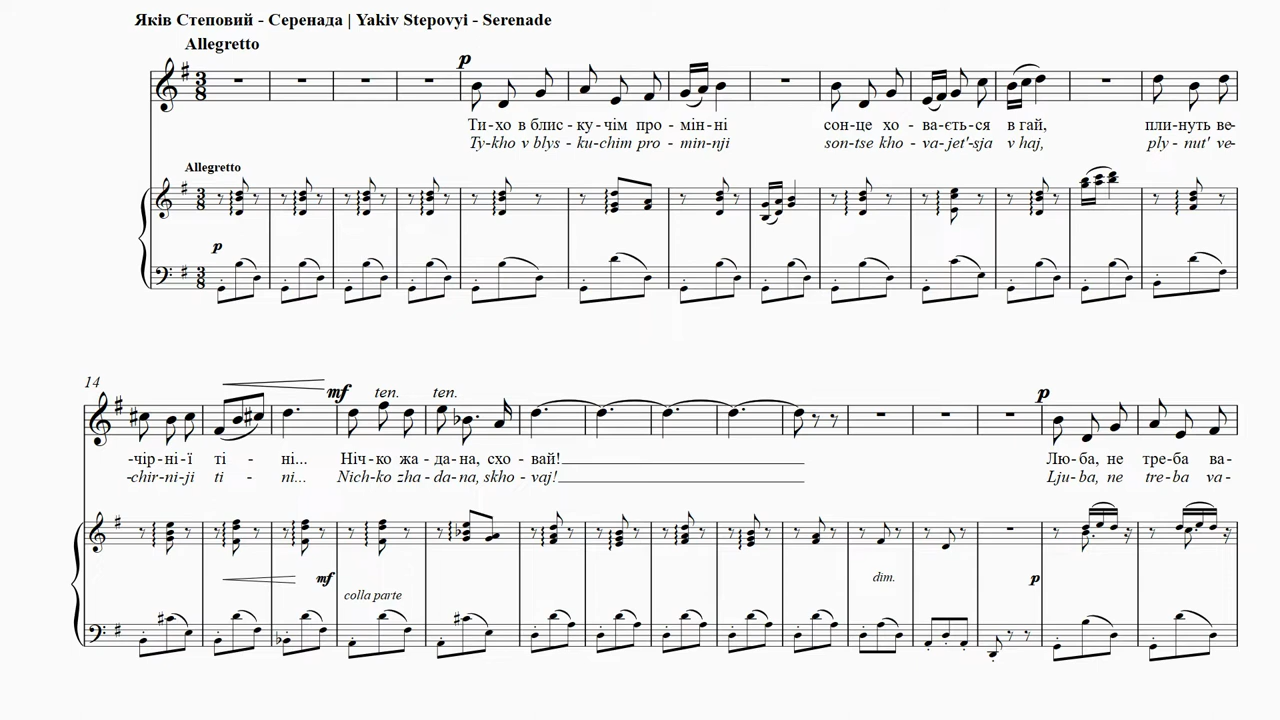 Яків Степовий - Серенада | Yakiv Stepovyi - Serenade
Allegretto
p
Ти-хо в блис-ку-чім про-мін-ні сон-це хо-ва-єть-ся в гай, пли-нуть ве-
Ty-kho v blys-ku-chim pro-min-nji son-tse kho-va-jet'-sja v haj, ply-nut' ve-
Allegretto
p
14
mf ten. ten. p
-чір-ні-ї ті-ні... Ніч-ко жа-да-на, схо-вай! Лю-ба, не тре-ба ва-
-chir-ni-ji ti-ni... Nich-ko zha-da-na, skho-vaj! Lju-ba, ne tre-ba va-
mf colla parte dim. p